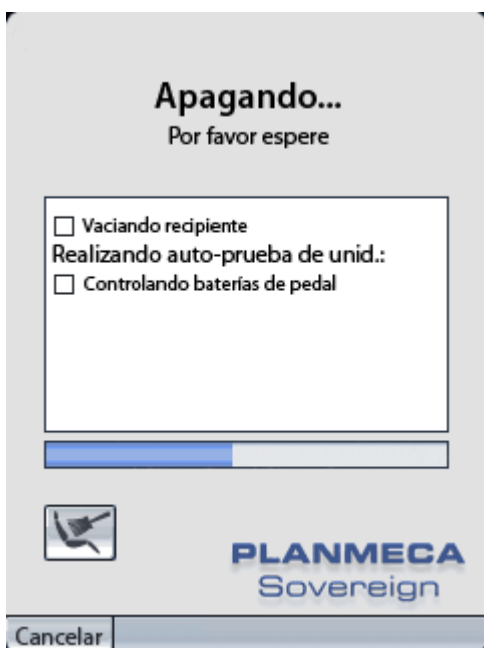 Apagando...
Por favor espere
Vaciando recipiente
Realizando auto-prueba de unid.:
Controlando baterías de pedal
PLANMECA
Sovereign
Cancelar